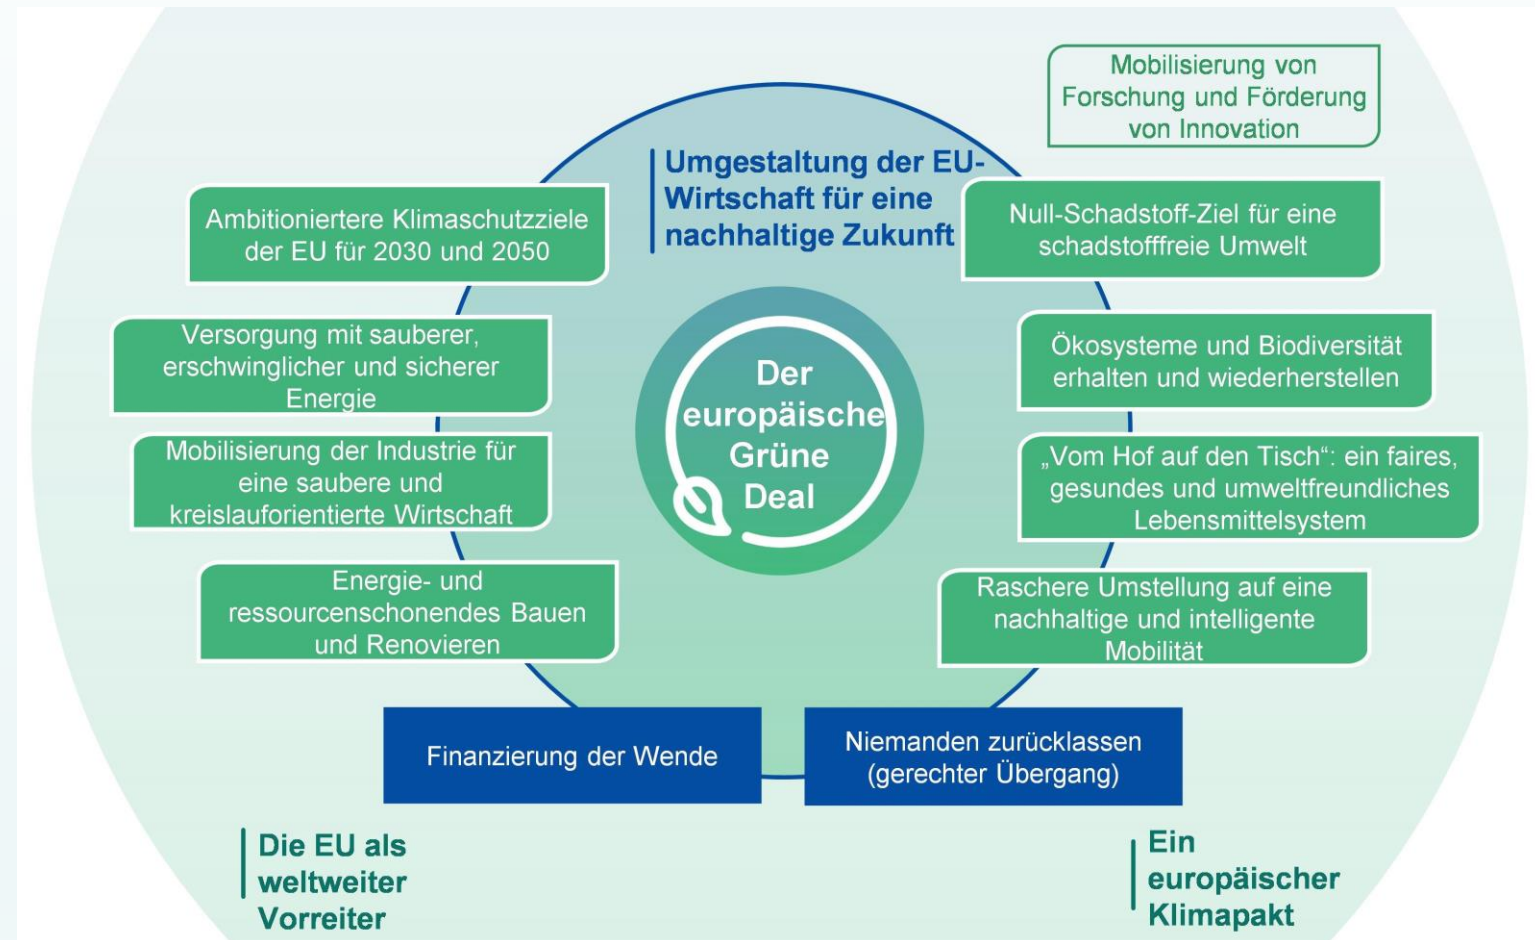 Mobilisierung von
Forschung und Förderung
von Innovation
Umgestaltung der EU-
Wirtschaft für eine
nachhaltige Zukunft
Ambitioniertere Klimaschutzziele
der EU für 2030 und 2050
Null-Schadstoff-Ziel für eine
schadstofffreie Umwelt
Versorgung mit sauberer,
erschwinglicher und sicherer
Energie
Ökosysteme und Biodiversität
erhalten und wiederherstellen
Der
europäische
Grüne
Deal
Mobilisierung der Industrie für
eine saubere und
kreislauforientierte Wirtschaft
„Vom Hof auf den Tisch“: ein faires,
gesundes und umweltfreundliches
Lebensmittelsystem
Energie- und
ressourcenschonendes Bauen
und Renovieren
Raschere Umstellung auf eine
nachhaltige und intelligente
Mobilität
Finanzierung der Wende
Niemanden zurücklassen
(gerechter Übergang)
Die EU als
weltweiter
Vorreiter
Ein
europäischer
Klimapakt